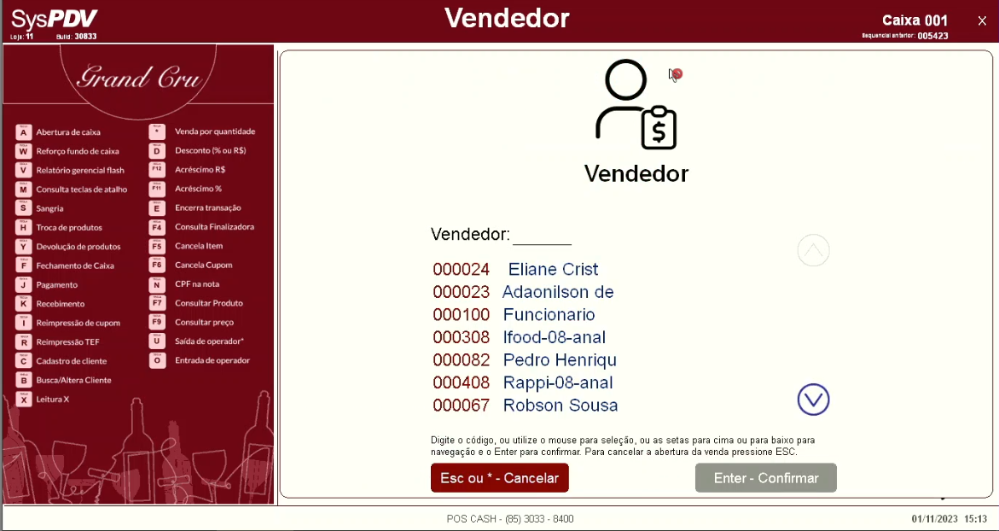 SysPDV
Loja: 11 Build: 30833
Vendedor
Caixa 001
X
Sequencial anterior: 005423
Grand Cru
A Abertura de caixa
W Reforço fundo de caixa
V Relatório gerencial flash
M Consulta teclas de atalho
S Sangria
H Troca de produtos
Y Devolução de produtos
F Fechamento de Caixa
J Pagamento
K Recebimento
I Reimpressão de cupom
R Reimpressão TEF
C Cadastro de cliente
B Busca/Altera Cliente
X Leitura X
* Venda por quantidade
D Desconto (% ou R$)
F12 Acréscimo R$
F11 Acréscimo %
E Encerra transação
F4 Consulta Finalizadora
F5 Cancela Item
F6 Cancela Cupom
N CPF na nota
F7 Consultar Produto
F9 Consultar preço
U Saída de operador*
O Entrada de operador
$
Vendedor
Vendedor:
000024 Eliane Crist
000023 Adaonilson de
000100 Funcionario
000308 Ifood-08-anal
000082 Pedro Henriqu
000408 Rappi-08-anal
000067 Robson Sousa
Digite o código, ou utilize o mouse para seleção, ou as setas para cima ou para baixo para
navegação e o Enter para confirmar. Para cancelar a abertura da venda pressione ESC.
Esc ou * - Cancelar
Enter - Confirmar
POS CASH - (85) 3033 - 8400
01/11/2023 15:13